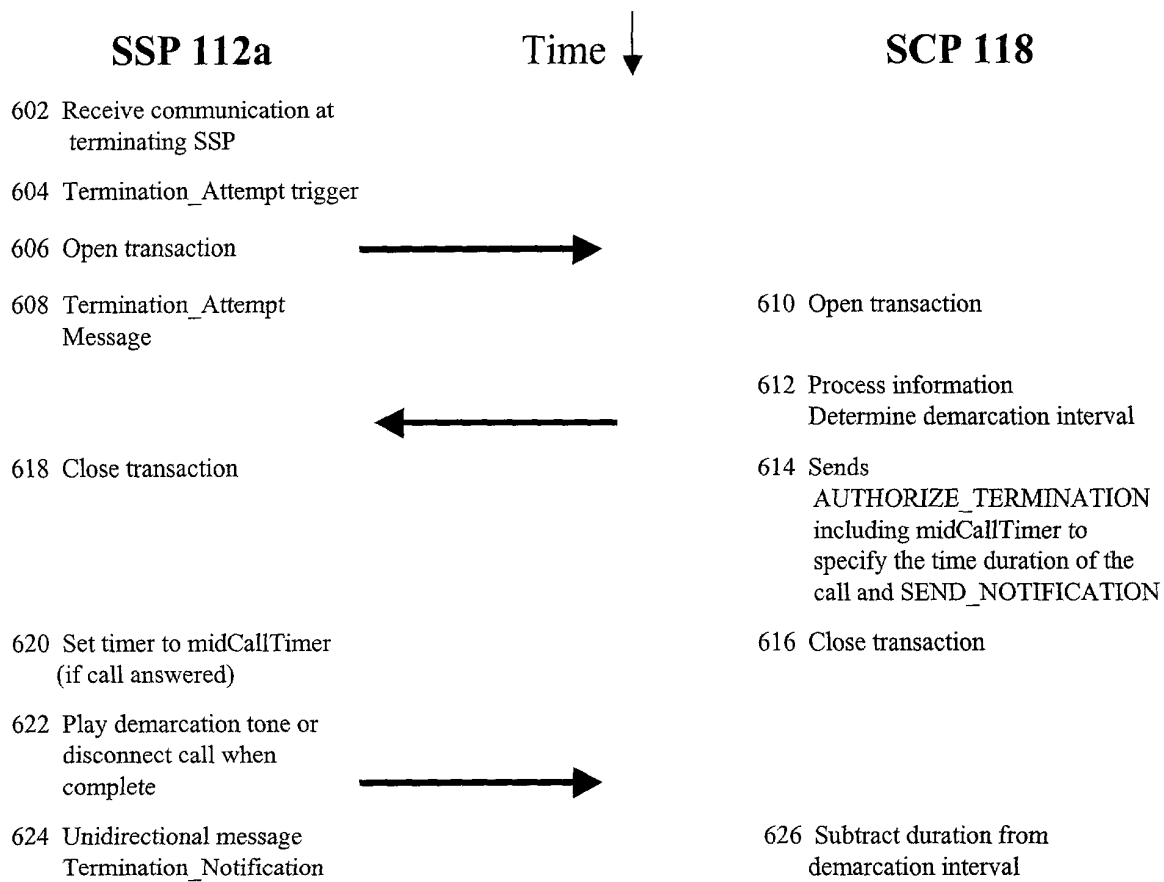 SSP 112a
Time
SCP 118
602 Receive communication at
terminating SSP
604 Termination_Attempt trigger
606 Open transaction
608 Termination_Attempt
Message
610 Open transaction
612 Process information
Determine demarcation interval
618 Close transaction
614 Sends
AUTHORIZE_TERMINATION
including midCallTimer to
specify the time duration of the
call and SEND_NOTIFICATION
620 Set timer to midCallTimer
(if call answered)
616 Close transaction
622 Play demarcation tone or
disconnect call when
complete
624 Unidirectional message
Termination_Notification
626 Subtract duration from
demarcation interval